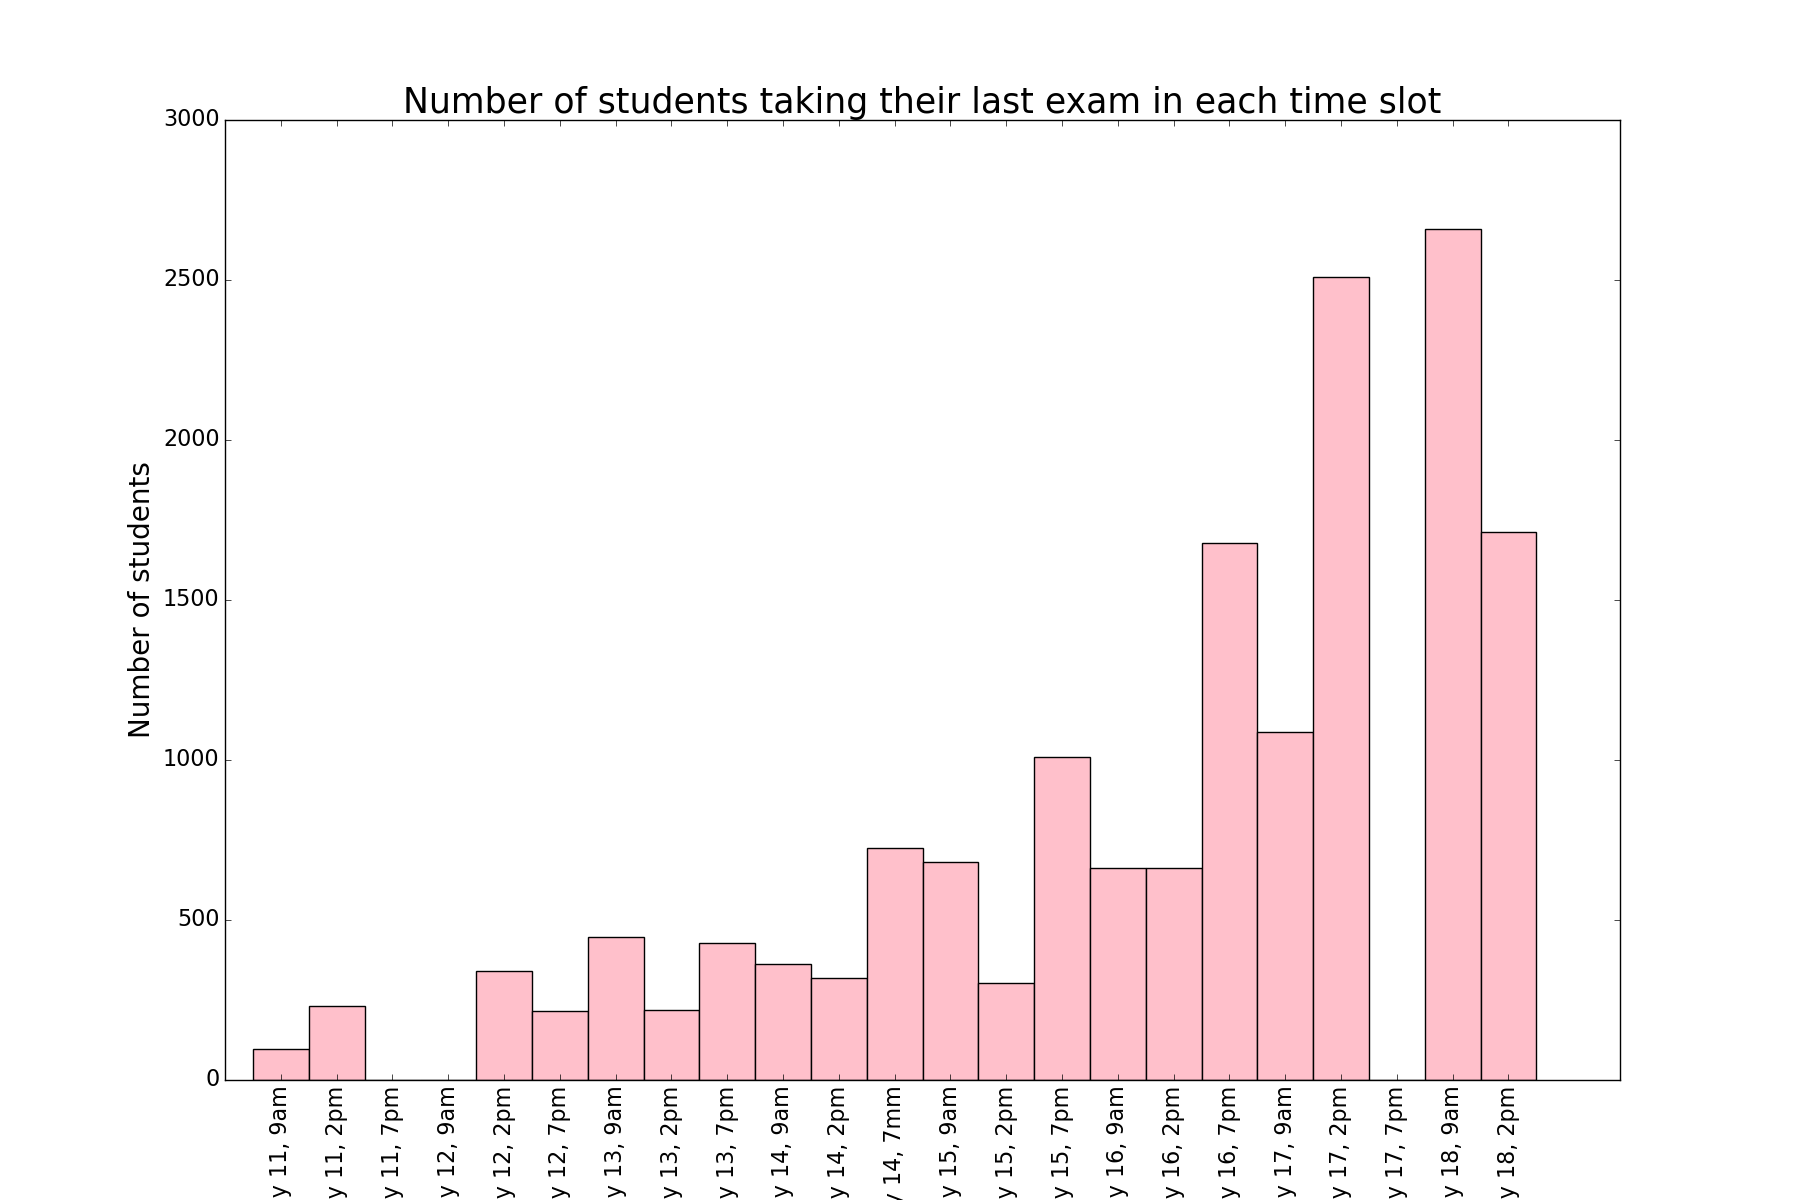 Number of students taking their last exam in each time slot
3000
2500
2000
1500
1000
500
0
Number of students
y 11, 9am
y 11, 2pm
y 11, 7pm
y 12, 9am
y 12, 2pm
y 12, 7pm
y 13, 9am
y 13, 2pm
y 13, 7pm
y 14, 9am
y 14, 2pm
y 14, 7mm
y 15, 9am
y 15, 2pm
y 15, 7pm
y 16, 9am
y 16, 2pm
y 16, 7pm
y 17, 9am
y 17, 2pm
y 17, 7pm
y 18, 9am
y 18, 2pm